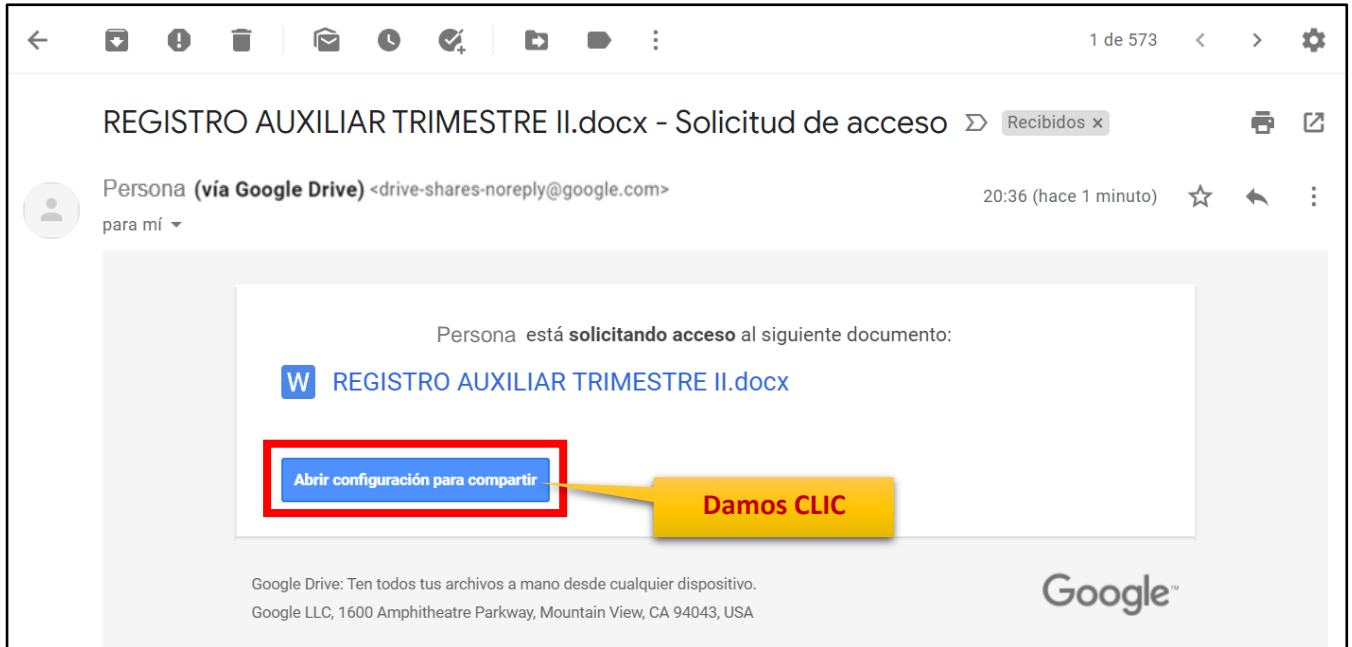 1 de 573
REGISTRO AUXILIAR TRIMESTRE II.docx - Solicitud de acceso Recibidos x
Persona (vía Google Drive) <drive-shares-noreply@google.com> 20:36 (hace 1 minuto)
para mí
Persona está solicitando acceso al siguiente documento:
W REGISTRO AUXILIAR TRIMESTRE II.docx
Abrir configuración para compartir
Damos CLIC
Google Drive: Ten todos tus archivos a mano desde cualquier dispositivo.
Google LLC, 1600 Amphitheatre Parkway, Mountain View, CA 94043, USA
Google™